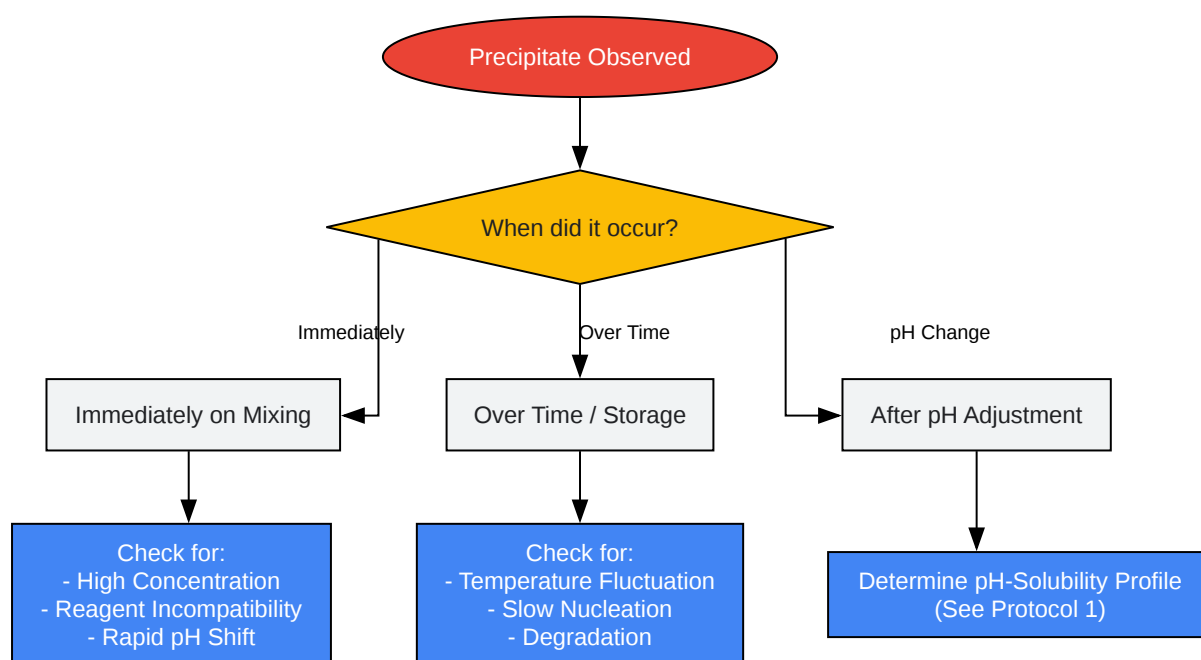 Precipitate Observed
When did it occur?
Immediately
Over Time
pH Change
Immediately on Mixing
Over Time / Storage
After pH Adjustment
Check for:
- High Concentration
- Reagent Incompatibility
- Rapid pH Shift
Check for:
- Temperature Fluctuation
- Slow Nucleation
- Degradation
Determine pH-Solubility Profile
(See Protocol 1)